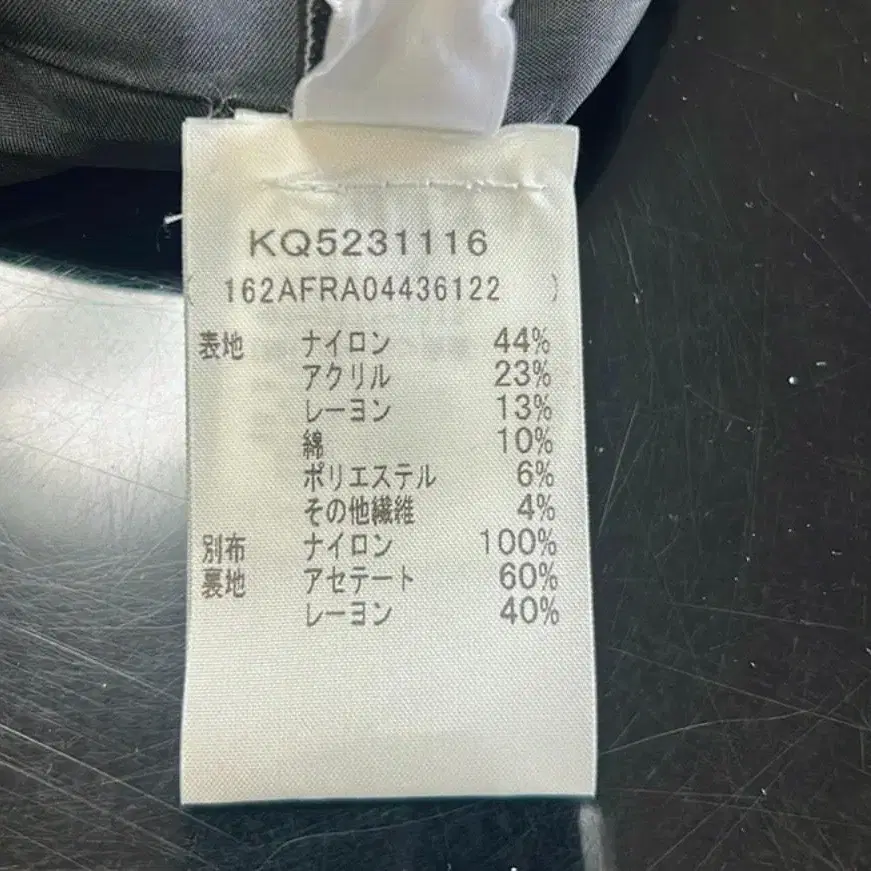 KQ5231116
( 162AFRA04436122 )
表地 ナイロン 44%
アクリル 23%
レーヨン 13%
綿 10%
ポリエステル 6%
その他繊維 4%
別布 ナイロン 100%
裏地 アセテート 60%
レーヨン 40%